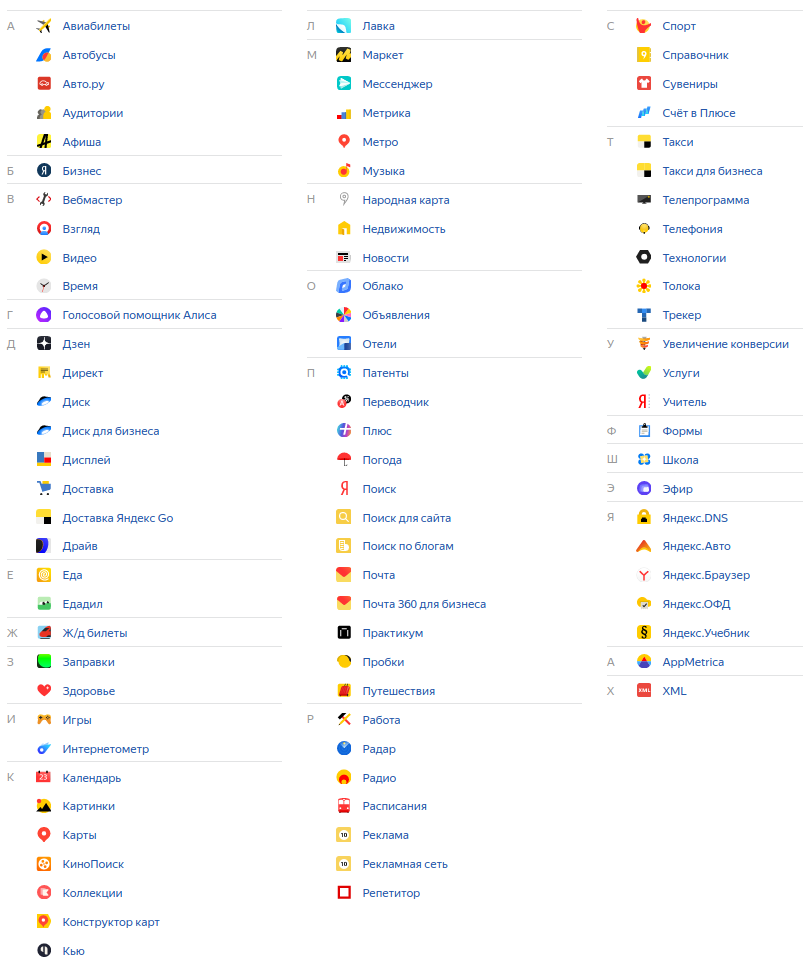 А Авиабилеты
Автобусы
Авто.ру
Аудитории
Афиша
Б Бизнес
В Вебмастер
Взгляд
Видео
Время
Г Голосовой помощник Алиса
Д Дзен
Директ
Диск
Диск для бизнеса
Дисплей
Доставка
Доставка Яндекс Go
Драйв
Е Еда
Едадил
Ж Ж/д билеты
З Заправки
Здоровье
И Игры
Интернетометр
К 23 Календарь
Картинки
Карты
КиноПоиск
Коллекции
Конструктор карт
Кью
Л Лавка
М Маркет
Мессенджер
Метрика
Метро
Музыка
Н Народная карта
Недвижимость
Новости
О Облако
Объявления
Отели
П Патенты
Переводчик
Плюс
Погода
Я Поиск
Поиск для сайта
Поиск по блогам
Почта
Почта 360 для бизнеса
Практикум
Пробки
Путешествия
Р Работа
Радар
Радио
Расписания
10 Реклама
10 Рекламная сеть
Репетитор
С Спорт
Справочник
Сувениры
Счёт в Плюсе
Т Такси
Такси для бизнеса
Телепрограмма
Телефония
Технологии
Толока
Трекер
У Увеличение конверсии
Услуги
Я Учитель
Ф Формы
Ш Школа
Э Эфир
Я Яндекс.DNS
Яндекс.Авто
Яндекс.Браузер
Яндекс.ОФД
§ Яндекс.Учебник
A AppMetrica
X XML XML